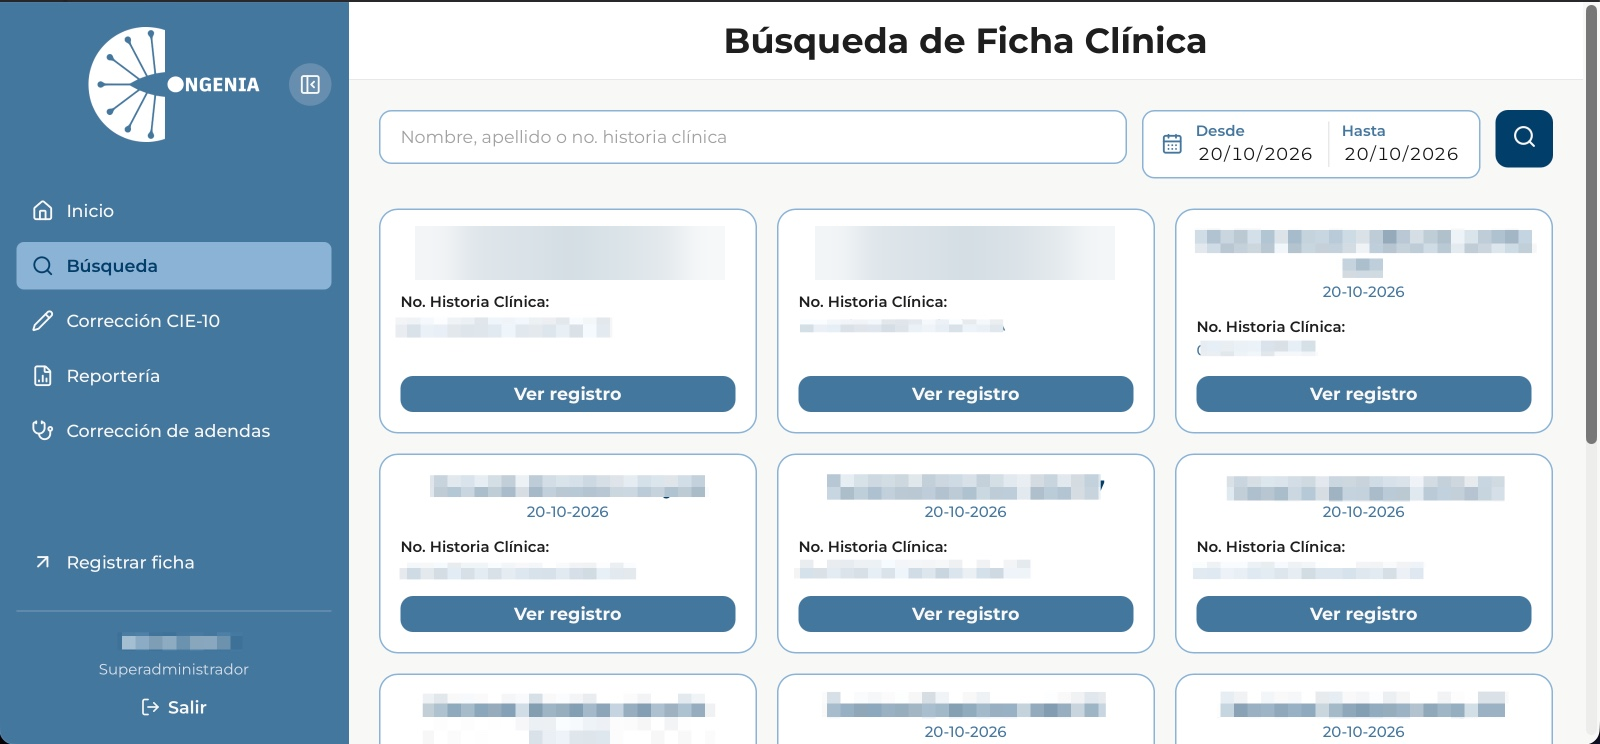 ONGENIA
Búsqueda de Ficha Clínica
Nombre, apellido o no. historia clínica
Desde
20/10/2026
Hasta
20/10/2026
Inicio
Búsqueda
Corrección CIE-10
Reportería
Corrección de adendas
Registrar ficha
Superadministrador
Salir
No. Historia Clínica:
Ver registro
No. Historia Clínica:
Ver registro
20-10-2026
No. Historia Clínica:
Ver registro
20-10-2026
No. Historia Clínica:
Ver registro
20-10-2026
No. Historia Clínica:
Ver registro
20-10-2026
No. Historia Clínica:
Ver registro
20-10-2026
20-10-2026